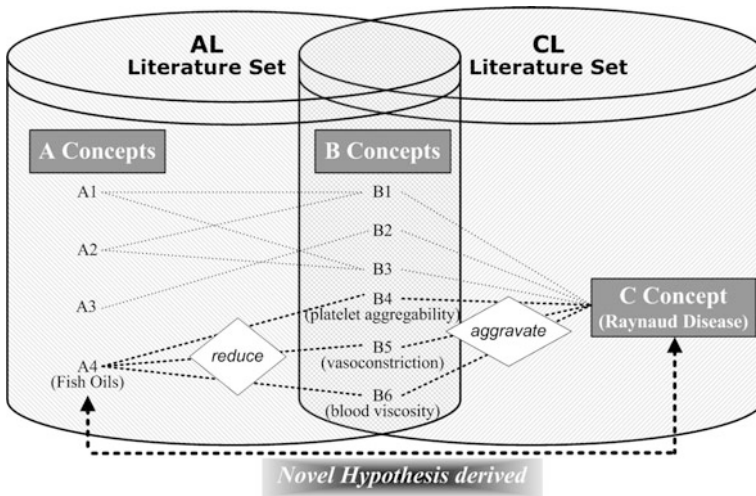 AL
Literature Set
CL
Literature Set
A Concepts
B Concepts
A1
A2
A3
A4
(Fish Oils)
reduce
B1
B2
B3
B4
(platelet aggregability)
B5
(vasoconstriction)
B6
(blood viscosity)
aggravate
C Concept
(Raynaud Disease)
Novel Hypothesis derived